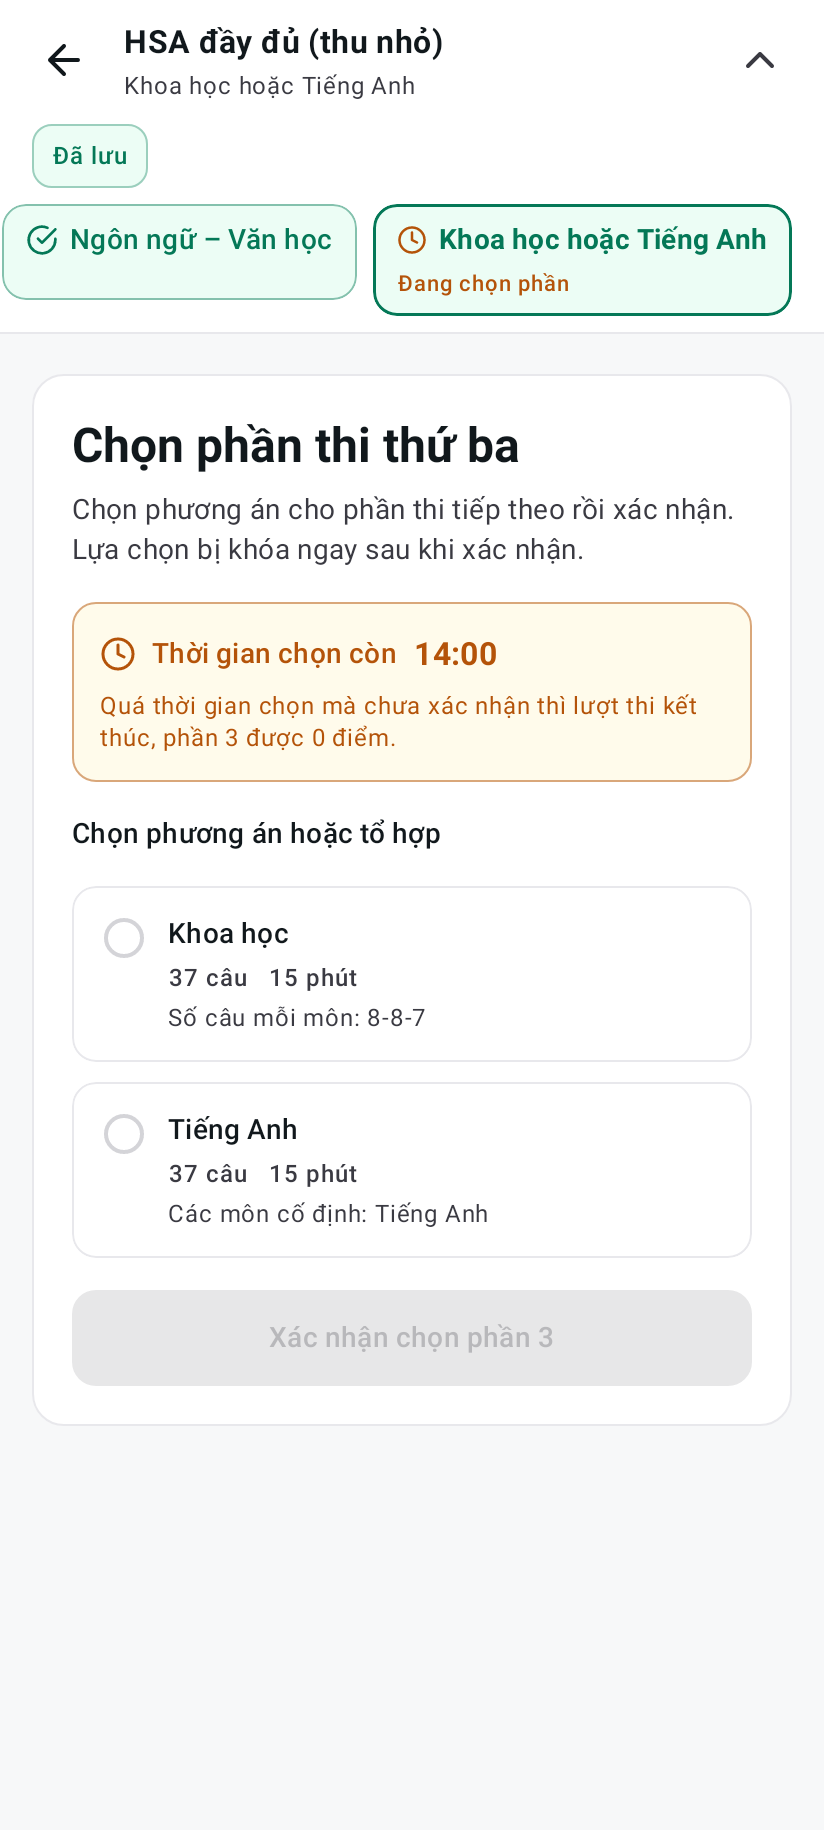 HSA đầy đủ (thu nhỏ)
Khoa học hoặc Tiếng Anh
Đã lưu
Ngôn ngữ – Văn học
Khoa học hoặc Tiếng Anh
Đang chọn phần
Chọn phần thi thứ ba
Chọn phương án cho phần thi tiếp theo rồi xác nhận.
Lựa chọn bị khóa ngay sau khi xác nhận.
Thời gian chọn còn 14:00
Quá thời gian chọn mà chưa xác nhận thì lượt thi kết
thúc, phần 3 được 0 điểm.
Chọn phương án hoặc tổ hợp
Khoa học
37 câu 15 phút
Số câu mỗi môn: 8-8-7
Tiếng Anh
37 câu 15 phút
Các môn cố định: Tiếng Anh
Xác nhận chọn phần 3